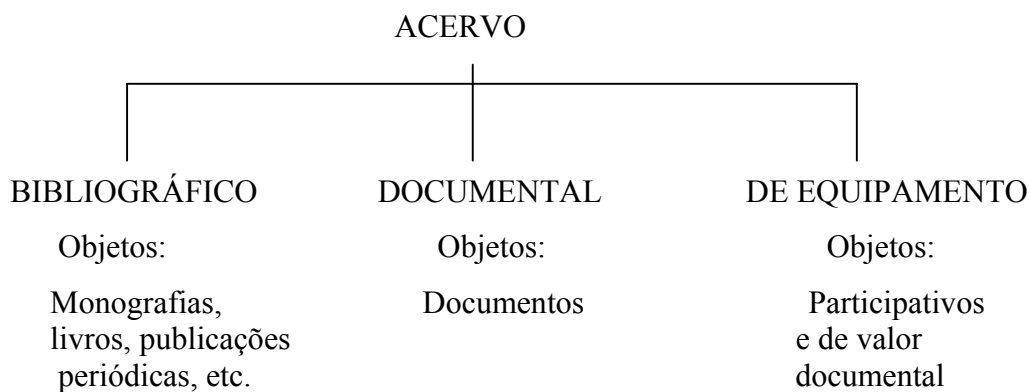 ACERVO
BIBLIOGRÁFICO
Objetos:
Monografias,
livros, publicações
periódicas, etc.
DOCUMENTAL
Objetos:
Documentos
DE EQUIPAMENTO
Objetos:
Participativos
e de valor
documental